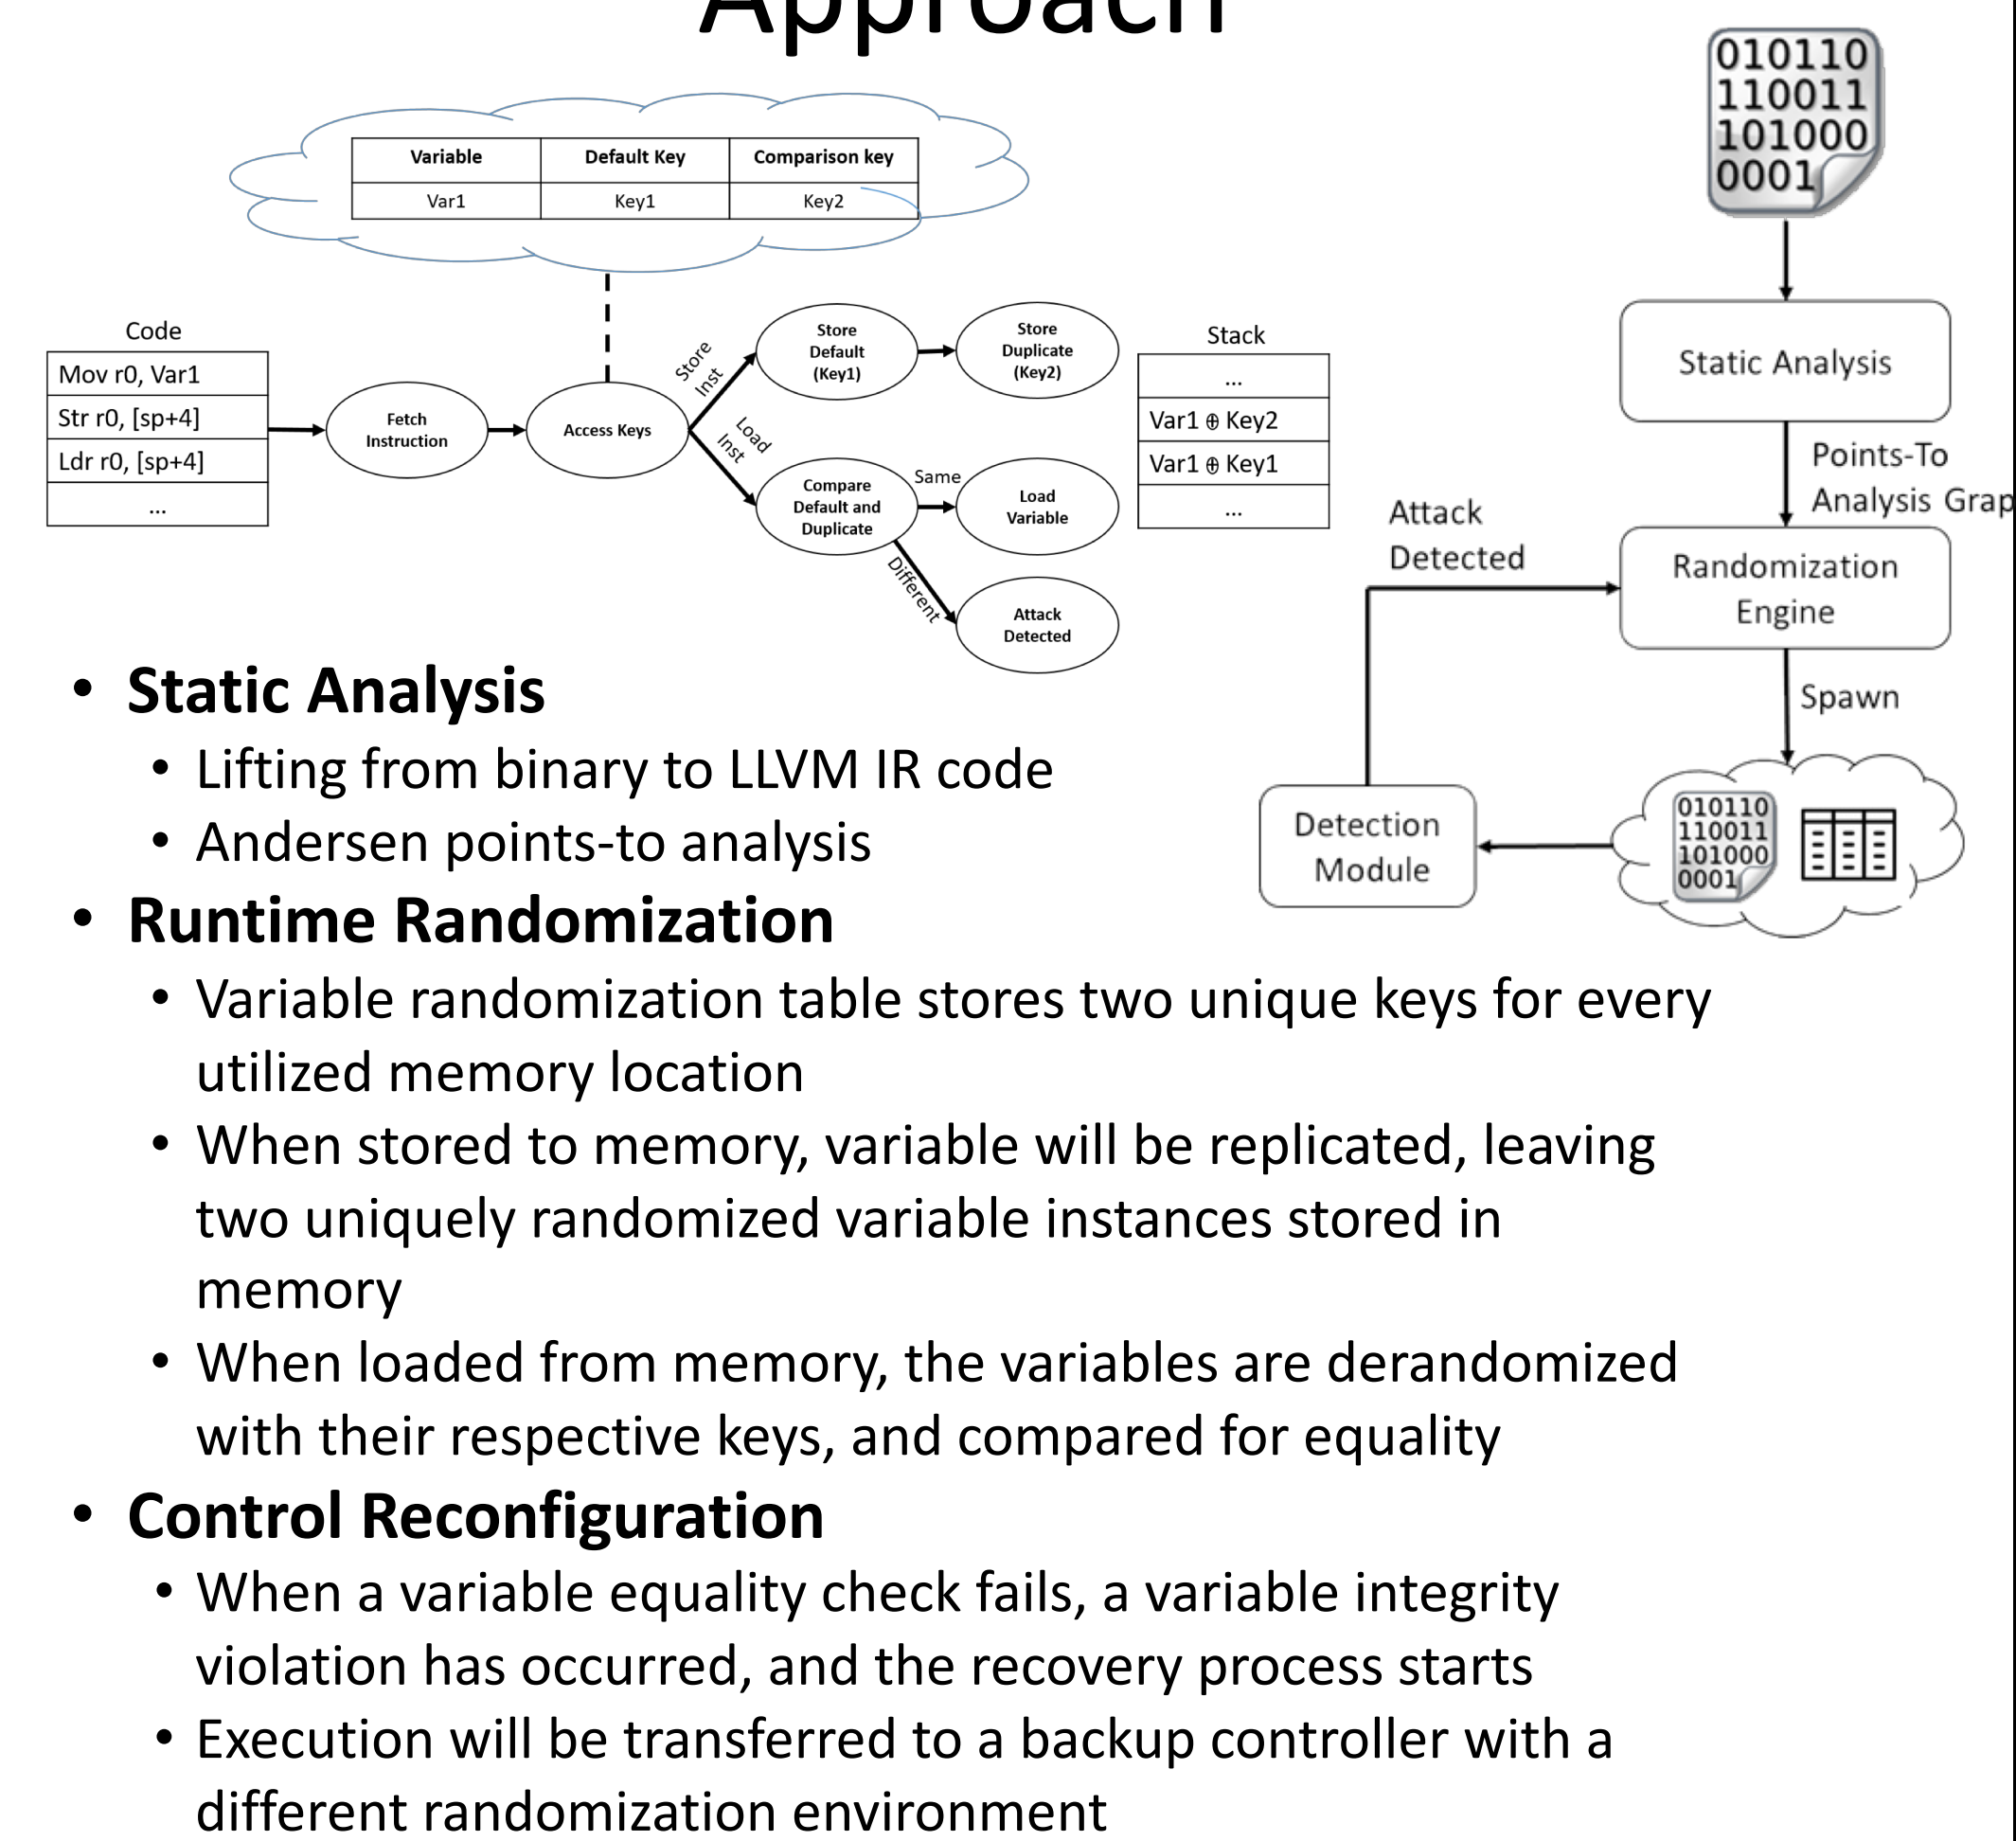 Approach
Variable Default Key Comparison key
Var1 Key1 Key2
Code
Mov r0, Var1
Str r0, [sp+4]
Ldr r0, [sp+4]
...
Fetch
Instruction
Access Keys
Store
Inst
Load
Inst
Store
Default
(Key1)
Store
Duplicate
(Key2)
Compare
Default and
Duplicate
Same
Load
Variable
Different
Attack
Detected
Stack
...
Var1 ⊕ Key2
Var1 ⊕ Key1
...
010110
110011
101000
0001
Static Analysis
Points-To
Analysis Grap
Randomization
Engine
Attack
Detected
Spawn
010110
110011
101000
0001
Detection
Module
• Static Analysis
• Lifting from binary to LLVM IR code
• Andersen points-to analysis
• Runtime Randomization
• Variable randomization table stores two unique keys for every
utilized memory location
• When stored to memory, variable will be replicated, leaving
two uniquely randomized variable instances stored in
memory
• When loaded from memory, the variables are derandomized
with their respective keys, and compared for equality
• Control Reconfiguration
• When a variable equality check fails, a variable integrity
violation has occurred, and the recovery process starts
• Execution will be transferred to a backup controller with a
different randomization environment